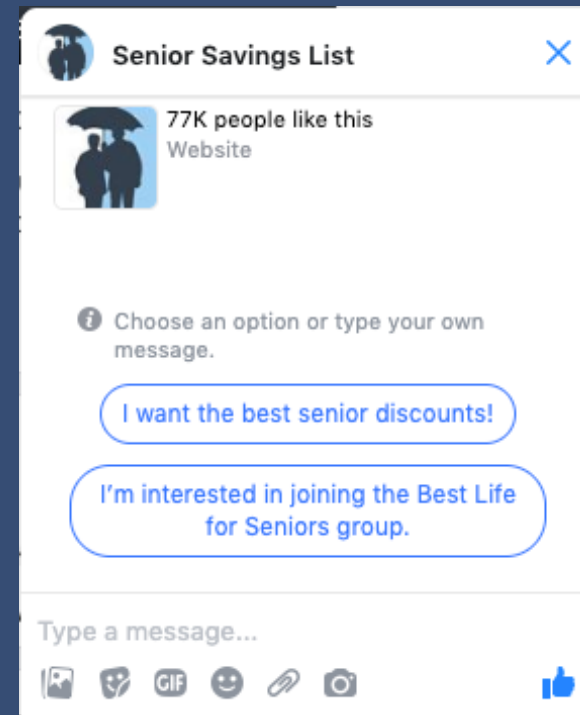 Senior Savings List
77K people like this
Website
Choose an option or type your own
message.
I want the best senior discounts!
I'm interested in joining the Best Life
for Seniors group.
Type a message...
GIF